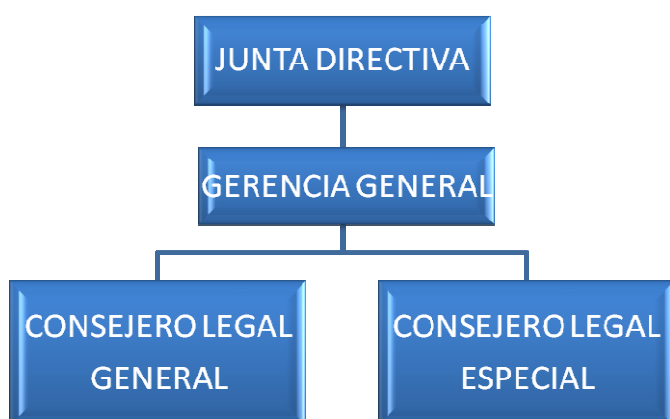 JUNTA DIRECTIVA
GERENCIA GENERAL
CONSEJERO LEGAL
GENERAL
CONSEJERO LEGAL
ESPECIAL